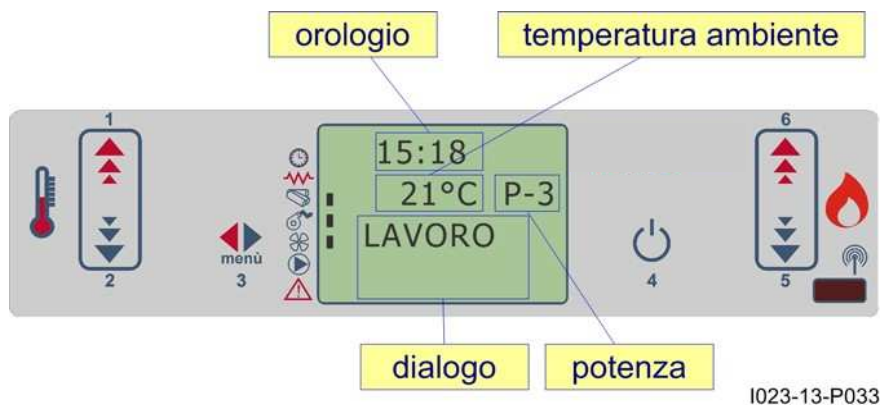 orologio
temperatura ambiente
1
6
15:18
21°C
P-3
LAVORO
menù
2
3
4
5
dialogo
potenza
I023-13-P033